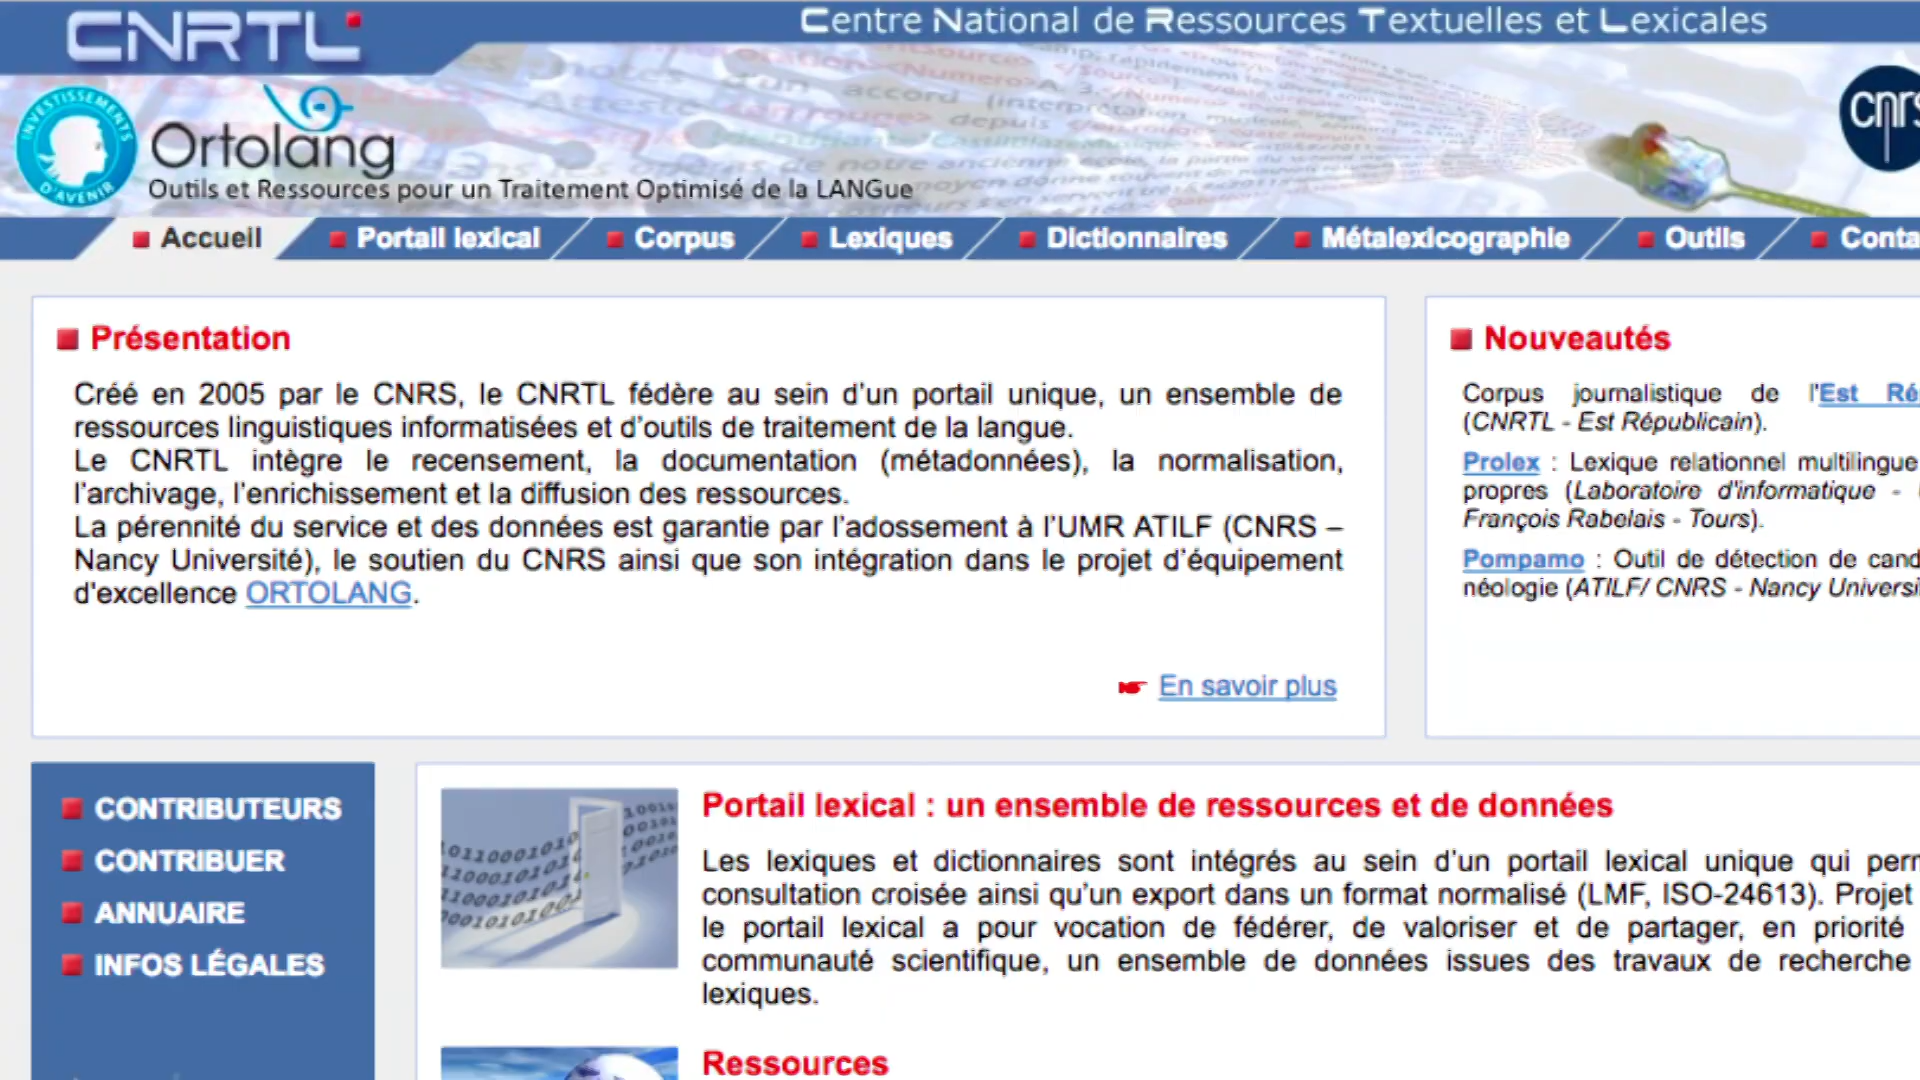 CNRTL
Centre National de Ressources Textuelles et Lexicales
INVESTISSEMENTS D'AVENIR
Ortolang
Outils et Ressources pour un Traitement Optimisé de la LANGue
cnrs
Accueil Portail lexical Corpus Lexiques Dictionnaires Métalexicographie Outils
Présentation
Créé en 2005 par le CNRS, le CNRTL fédère au sein d’un portail unique, un ensemble de
ressources linguistiques informatisées et d’outils de traitement de la langue.
Le CNRTL intègre le recensement, la documentation (métadonnées), la normalisation,
l’archivage, l’enrichissement et la diffusion des ressources.
La pérennité du service et des données est garantie par l’adossement à l’UMR ATILF (CNRS –
Nancy Université), le soutien du CNRS ainsi que son intégration dans le projet d’équipement
d'excellence ORTOLANG.
En savoir plus
Nouveautés
Corpus journalistique de l'Est
(CNRTL - Est Républicain).
Prolex : Lexique relationnel multilingue
propres (Laboratoire d'informatique -
François Rabelais - Tours).
Pompamo : Outil de détection de
néologie (ATILF/ CNRS - Nancy
CONTRIBUTEURS
CONTRIBUER
ANNUAIRE
INFOS LÉGALES
Portail lexical : un ensemble de ressources et de données
Les lexiques et dictionnaires sont intégrés au sein d’un portail lexical unique qui
consultation croisée ainsi qu’un export dans un format normalisé (LMF, ISO-24613). Projet
le portail lexical a pour vocation de fédérer, de valoriser et de partager, en priorité
communauté scientifique, un ensemble de données issues des travaux de recherche
lexiques.
Ressources